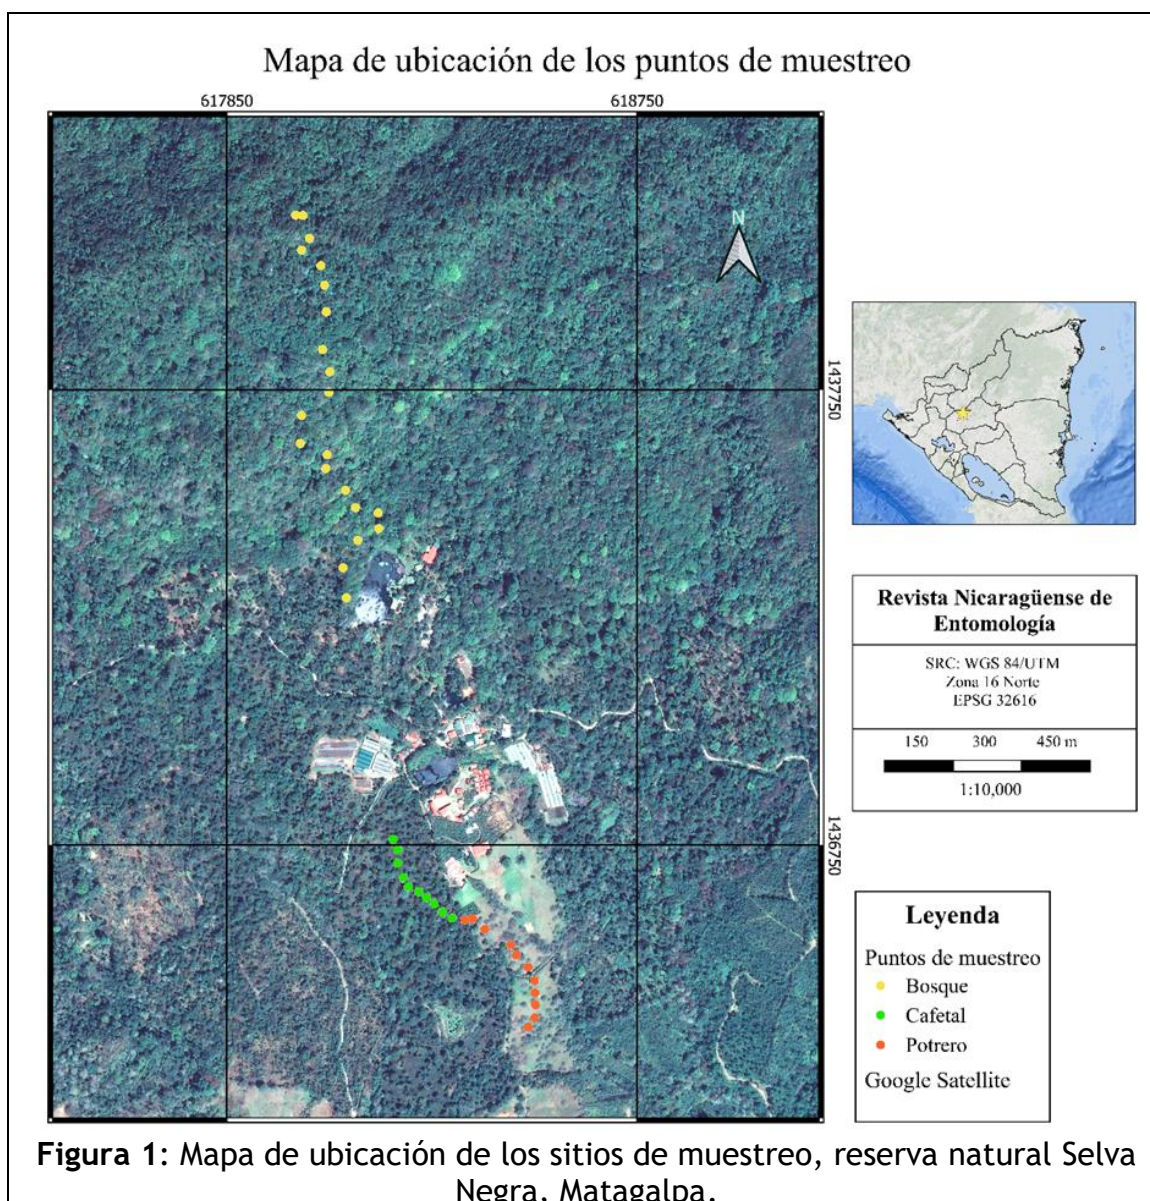 Mapa de ubicación de los puntos de muestreo
617850 618750
N
1437750
1436750
Revista Nicaragüense de
Entomología
SRC: WGS 84/UTM
Zona 16 Norte
EPSG 32616
150 300 450 m
1:10,000
Leyenda
Puntos de muestreo
Bosque
Cafetal
Potrero
Google Satellite
Figura 1: Mapa de ubicación de los sitios de muestreo, reserva natural Selva
Negra, Matagalpa.